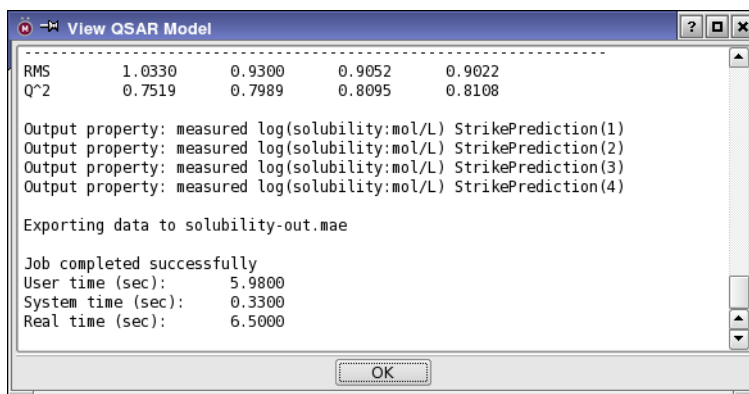 View QSAR Model
--------------------------------------------------------------------
RMS 1.0330 0.9300 0.9052 0.9022
Q^2 0.7519 0.7989 0.8095 0.8108
Output property: measured log(solubility:mol/L) StrikePrediction(1)
Output property: measured log(solubility:mol/L) StrikePrediction(2)
Output property: measured log(solubility:mol/L) StrikePrediction(3)
Output property: measured log(solubility:mol/L) StrikePrediction(4)
Exporting data to solubility-out.mae
Job completed successfully
User time (sec): 5.9800
System time (sec): 0.3300
Real time (sec): 6.5000
OK